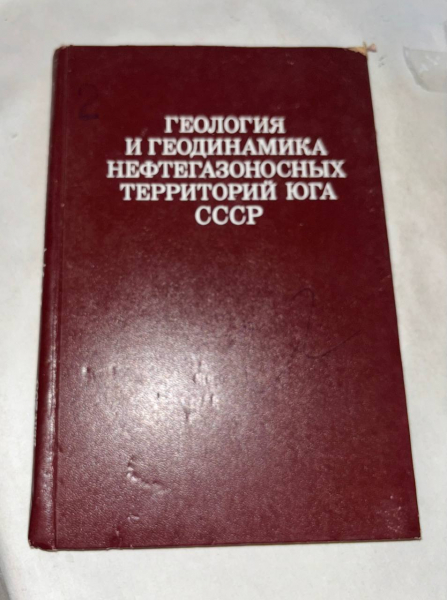 ГЕОЛОГИЯ
И ГЕОДИНАМИКА
НЕФТЕГАЗОНОСНЫХ
ТЕРРИТОРИЙ ЮГА
СССР